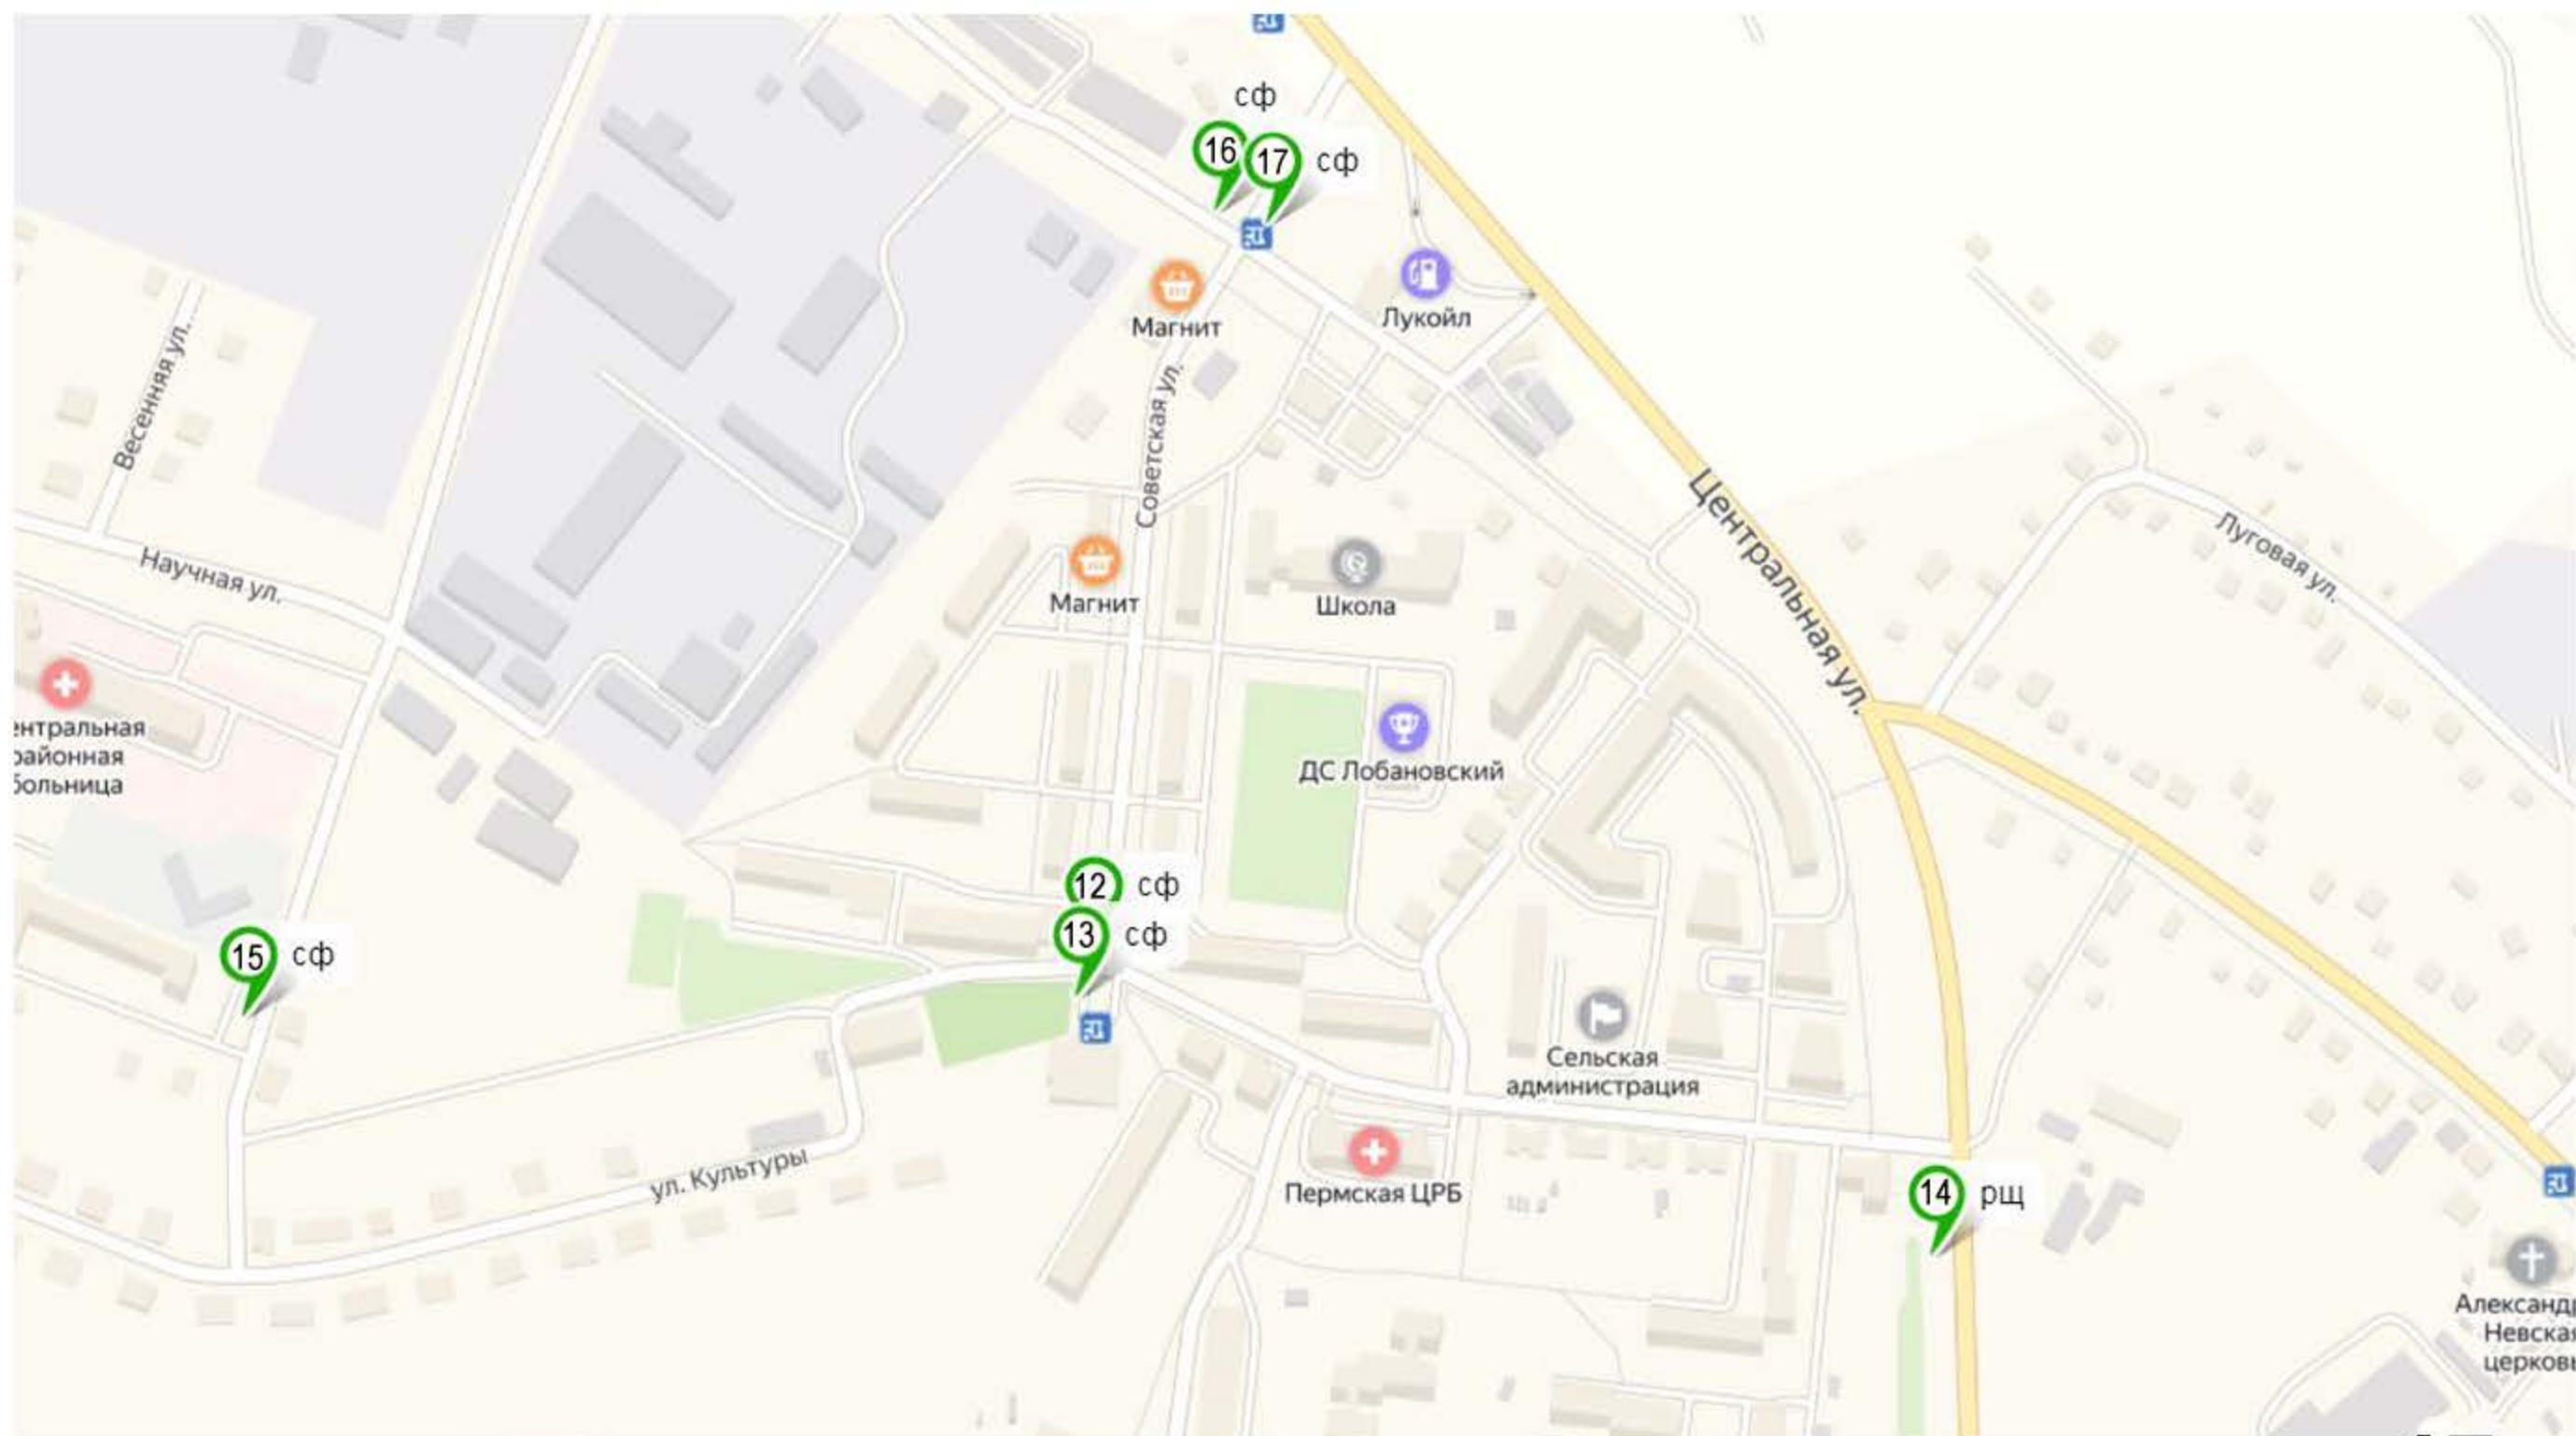 сф
16
17 сф
Лукойл
Магнит
Весенняя ул.
Советская ул.
Центральная ул.
Луговая ул.
Научная ул.
Магнит
Школа
ентральная
районная
больница
ДС Лобановский
12 сф
13 сф
15 сф
Сельская
администрация
ул. Культуры
Пермская ЦРБ
14 рщ
Александ
Невска
церковь